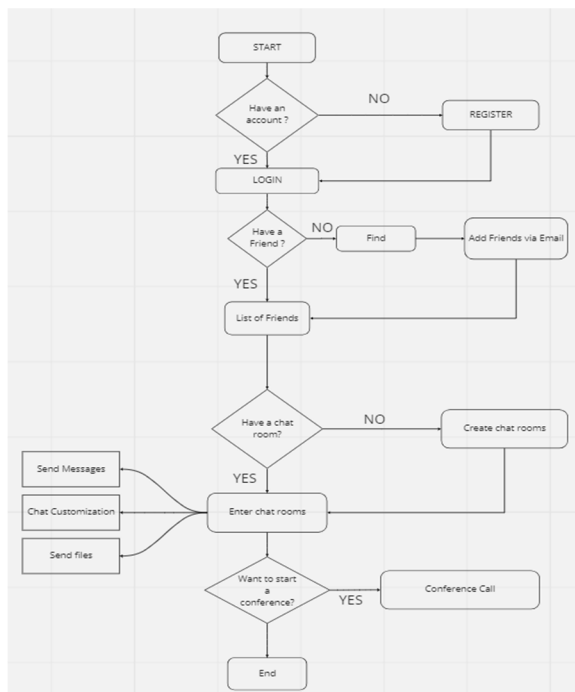 START
Have an
account ?
NO
REGISTER
YES
LOGIN
Have a
Friend ?
NO
Find
Add Friends via Email
YES
List of Friends
Have a chat
room?
NO
Create chat rooms
YES
Send Messages
Chat Customization
Send files
Enter chat rooms
Want to start
a
conference?
YES
Conference Call
End